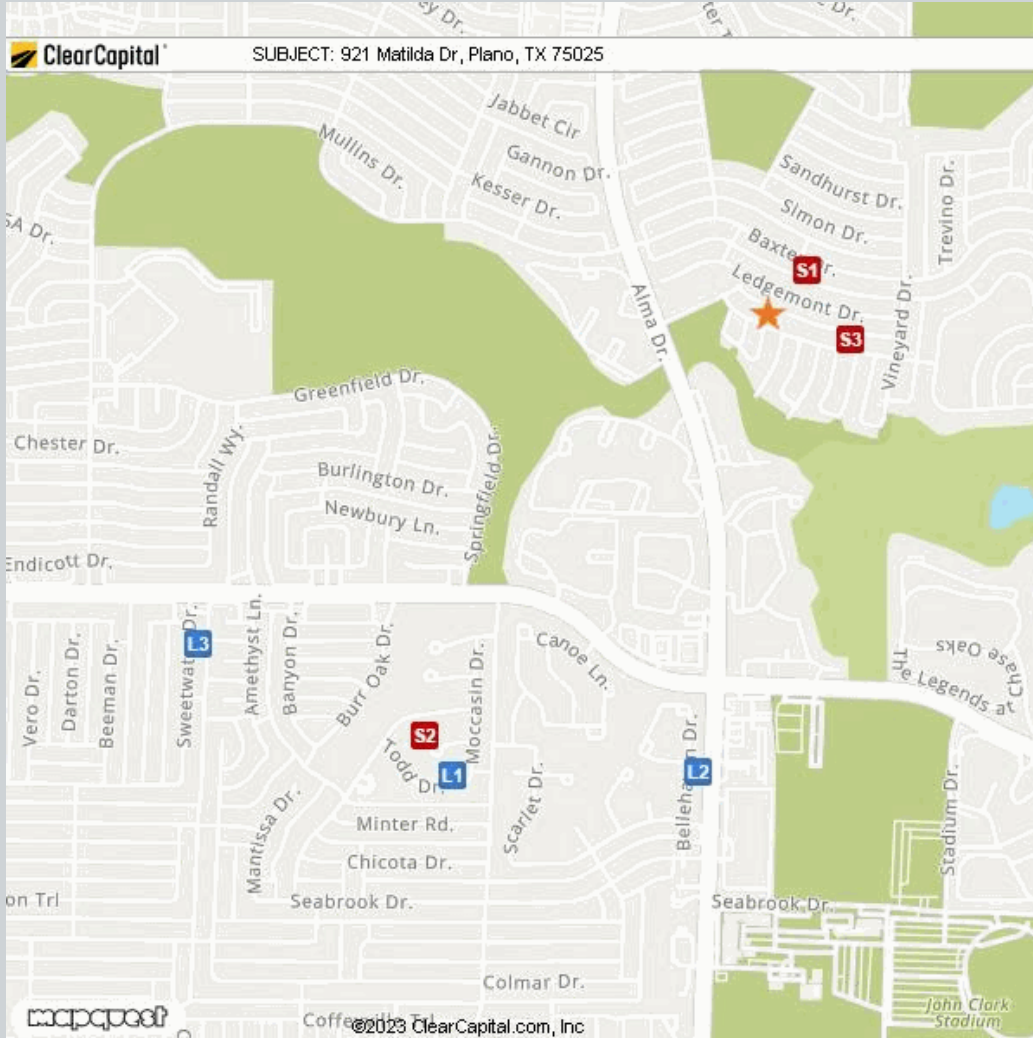 ey Dr.
ter T
e Dr.
ClearCapital
SUBJECT: 921 Matilda Dr, Plano, TX 75025
Jabbet Cir
Mullins Dr.
Gannon Dr.
Kesser Dr.
Sandhurst Dr.
Simon Dr.
Trevino Dr.
SA Dr.
Baxter Dr.
S1
Ledgemont Dr.
Alma Dr.
S3
Vineyard Dr.
Greenfield Dr.
Chester Dr.
Randall Wy.
Burlington Dr.
Springfield Dr.
Newbury Ln.
Endicott Dr.
L3
Vero Dr.
Darton Dr.
Beeman Dr.
Sweetwater Dr.
Amethyst Ln.
Banyon Dr.
Burr Oak Dr.
Moccasin Dr.
Canoe Ln.
Chase Oaks
The Legends at
S2
Todd Dr.
L1
L2
Mantissa Dr.
Scarlet Dr.
Stadium Dr.
Minter Rd.
Chicota Dr.
on Trl
Seabrook Dr.
Seabrook Dr.
Colmar Dr.
mapquest
©2023 ClearCapital.com, Inc
John Clark
Stadium